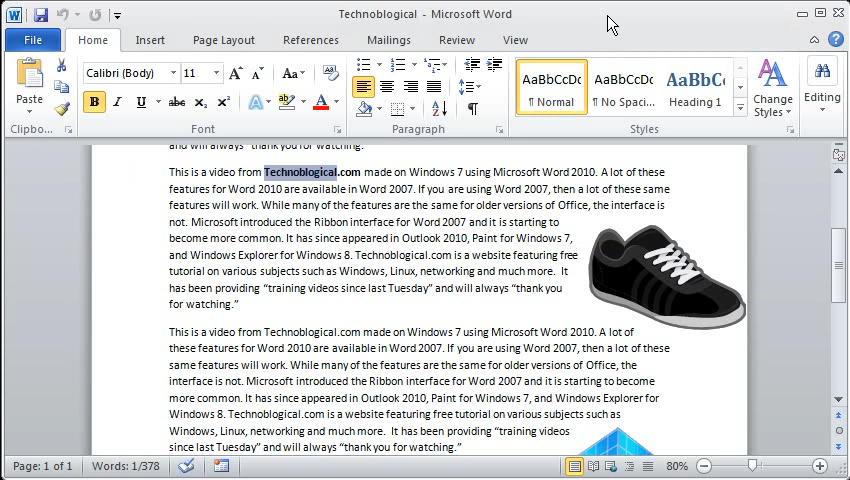 Technoblogical - Microsoft Word
File Home Insert Page Layout References Mailings Review View
Calibri (Body) 11 Aa
Paste B I U abc x₂ x² A ab A
AaBbCcDc AaBbCcDc AaBbC
¶ Normal ¶ No Spaci... Heading 1
Change Styles Editing
Clipbo... Font Paragraph Styles
and will always "thank you for watching."
This is a video from Technoblogical.com made on Windows 7 using Microsoft Word 2010. A lot of these
features for Word 2010 are available in Word 2007. If you are using Word 2007, then a lot of these same
features will work. While many of the features are the same for older versions of Office, the interface is
not. Microsoft introduced the Ribbon interface for Word 2007 and it is starting to
become more common. It has since appeared in Outlook 2010, Paint for Windows 7,
and Windows Explorer for Windows 8. Technoblogical.com is a website featuring free
tutorial on various subjects such as Windows, Linux, networking and much more. It
has been providing "training videos since last Tuesday" and will always "thank you
for watching."
This is a video from Technoblogical.com made on Windows 7 using Microsoft Word 2010. A lot of
these features for Word 2010 are available in Word 2007. If you are using Word 2007, then a lot of these
same features will work. While many of the features are the same for older versions of Office, the
interface is not. Microsoft introduced the Ribbon interface for Word 2007 and it is starting to become
more common. It has since appeared in Outlook 2010, Paint for Windows 7, and Windows Explorer for
Windows 8. Technoblogical.com is a website featuring free tutorial on various subjects such as
Windows, Linux, networking and much more. It has been providing "training videos
since last Tuesday" and will always "thank you for watching."
Page: 1 of 1 Words: 1/378 80%